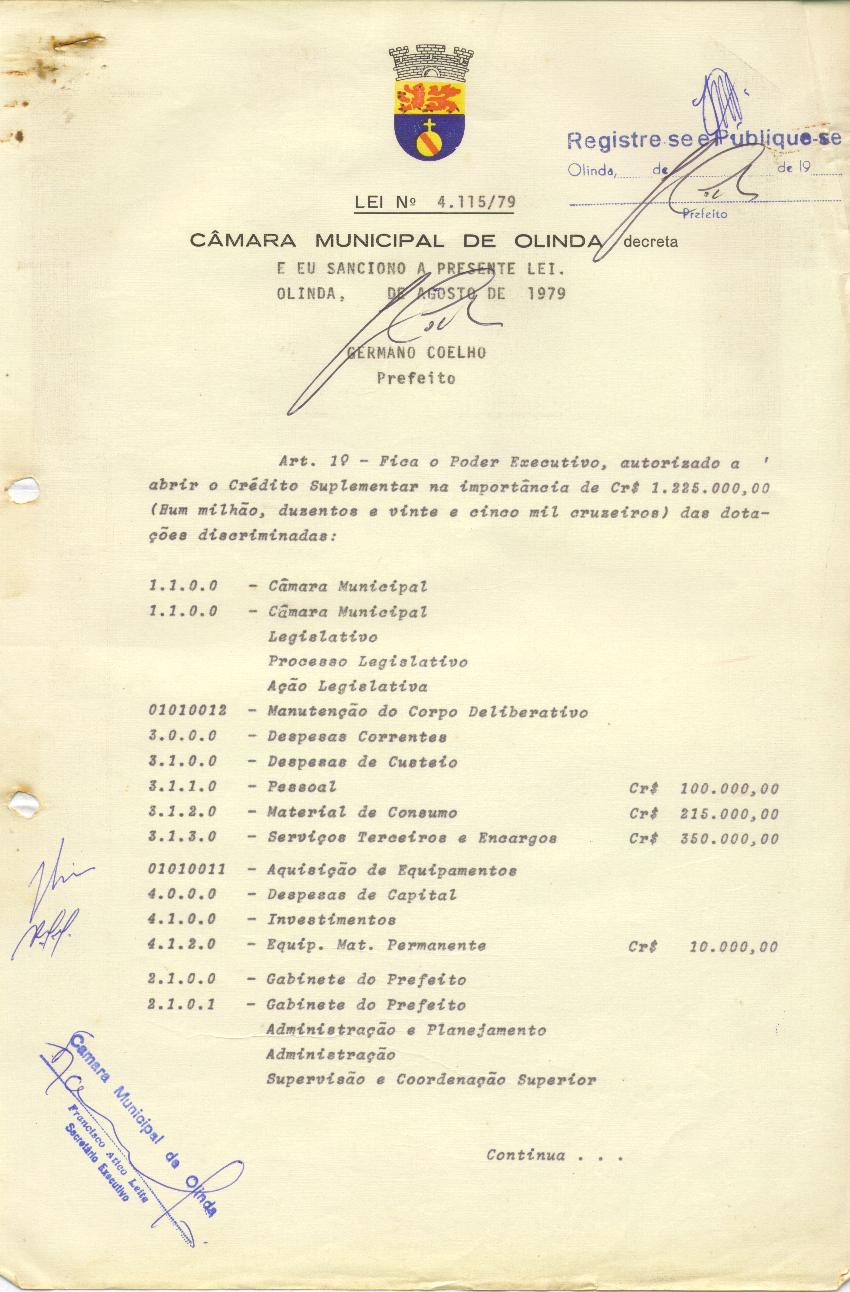 Registre se e Publique-se
Olinda, de de 19
Prefeito
LEI Nº 4.115/79
CÂMARA MUNICIPAL DE OLINDA decreta
E EU SANCIONO A PRESENTE LEI.
OLINDA, DE AGOSTO DE 1979
GERMANO COELHO
Prefeito
Art. 1º - Fica o Poder Executivo, autorizado a '
abrir o Crédito Suplementar na importância de Cr$ 1.225.000,00
(Hum milhão, duzentos e vinte e cinco mil cruzeiros) das dota-
ções discriminadas:
1.1.0.0 - Câmara Municipal
1.1.0.0 - Câmara Municipal
Legislativo
Processo Legislativo
Ação Legislativa
01010012 - Manutenção do Corpo Deliberativo
3.0.0.0 - Despesas Correntes
3.1.0.0 - Despesas de Custeio
3.1.1.0 - Pessoal Cr$ 100.000,00
3.1.2.0 - Material de Consumo Cr$ 215.000,00
3.1.3.0 - Serviços Terceiros e Encargos Cr$ 350.000,00
01010011 - Aquisição de Equipamentos
4.0.0.0 - Despesas de Capital
4.1.0.0 - Investimentos
4.1.2.0 - Equip. Mat. Permanente Cr$ 10.000,00
2.1.0.0 - Gabinete do Prefeito
2.1.0.1 - Gabinete do Prefeito
Administração e Planejamento
Administração
Supervisão e Coordenação Superior
Continua . . .
Câmara Municipal de Olinda
Francisco Atico Leite
Secretário Executivo